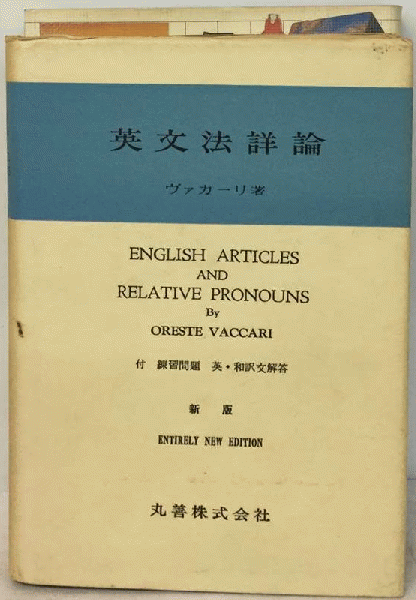 英文法詳論
ヴァカーリ著
ENGLISH ARTICLES
AND
RELATIVE PRONOUNS
By
ORESTE VACCARI
付 練習問題 英・和訳文解答
新版
ENTIRELY NEW EDITION
丸善株式会社